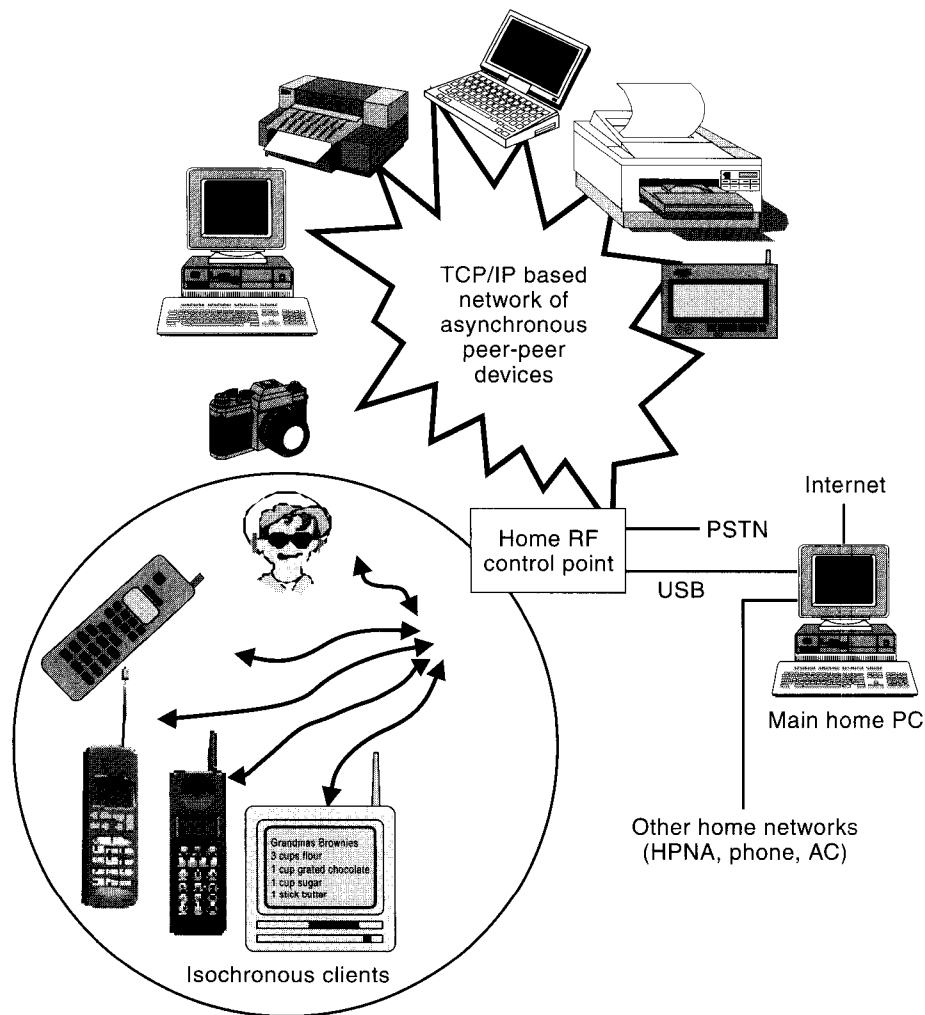 TCP/IP based
network of
asynchronous
peer-peer
devices
Internet
Home RF
control point
PSTN
USB
Main home PC
Other home networks
(HPNA, phone, AC)
Grandmas Brownies
3 cups flour
1 cup grated chocolate
1 cup sugar
1 stick butter
Isochronous clients